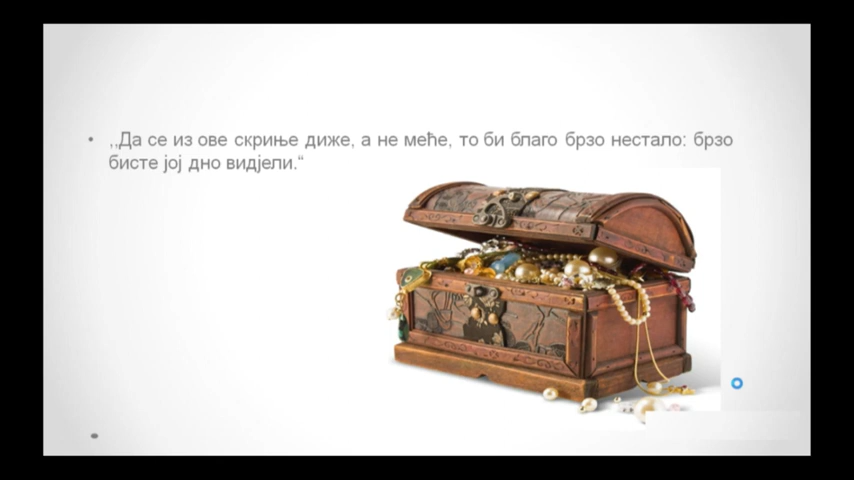 • ,,Да се из ове скриње диже, а не меће, то би благо брзо нестало: брзо
бисте јој дно видјели.“